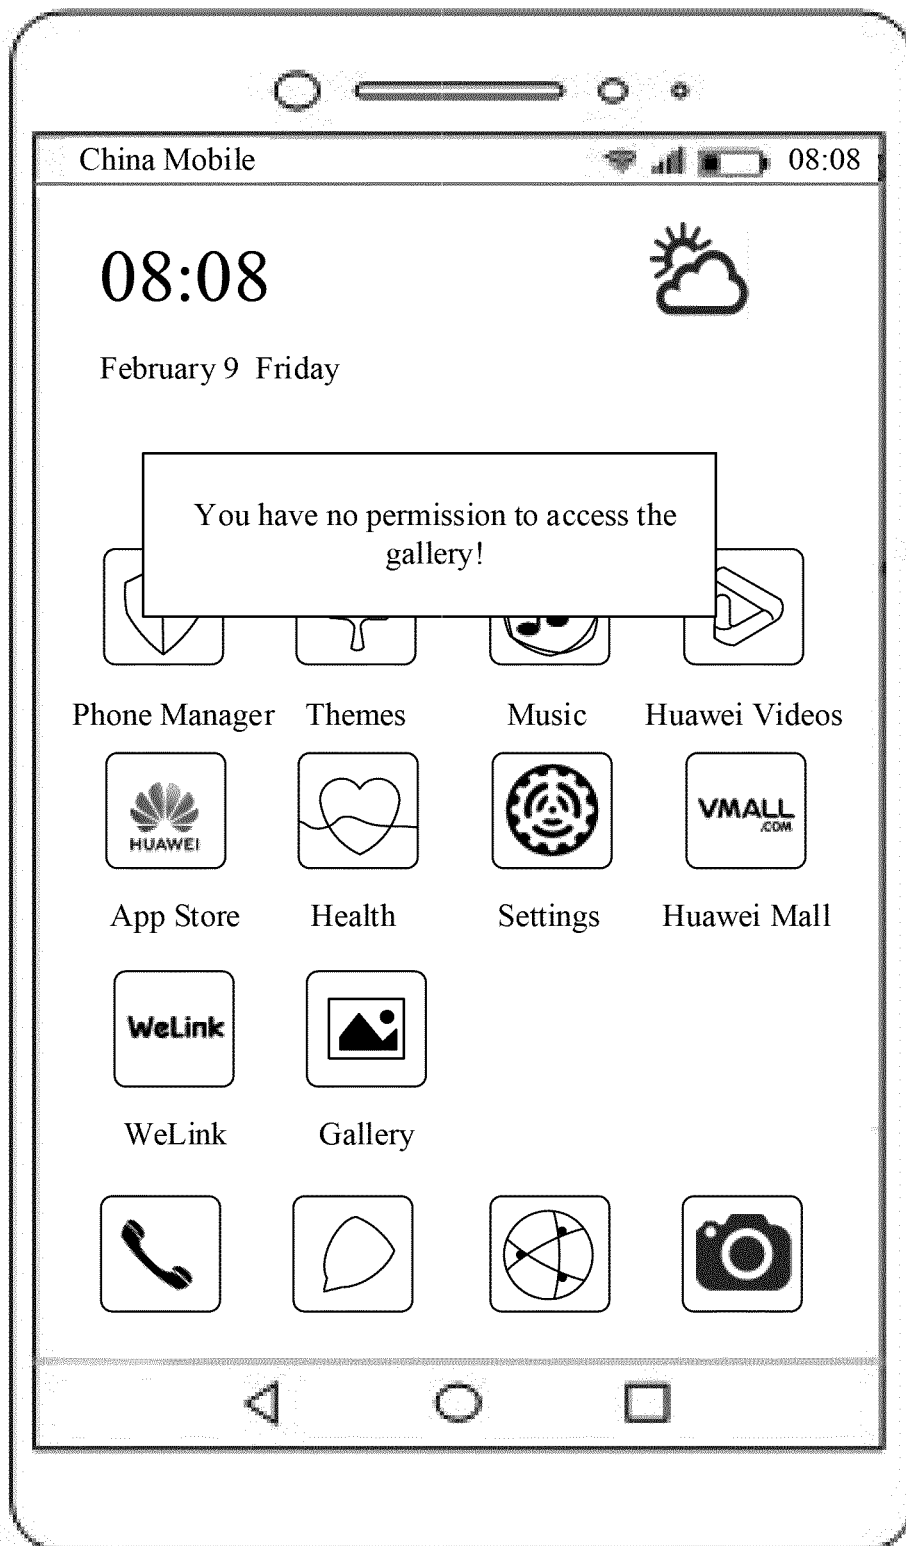 China Mobile 08:08
08:08
February 9 Friday
You have no permission to access the
gallery!
Phone Manager Themes Music Huawei Videos
HUAWEI
VMALL
.COM
App Store Health Settings Huawei Mall
WeLink
WeLink Gallery